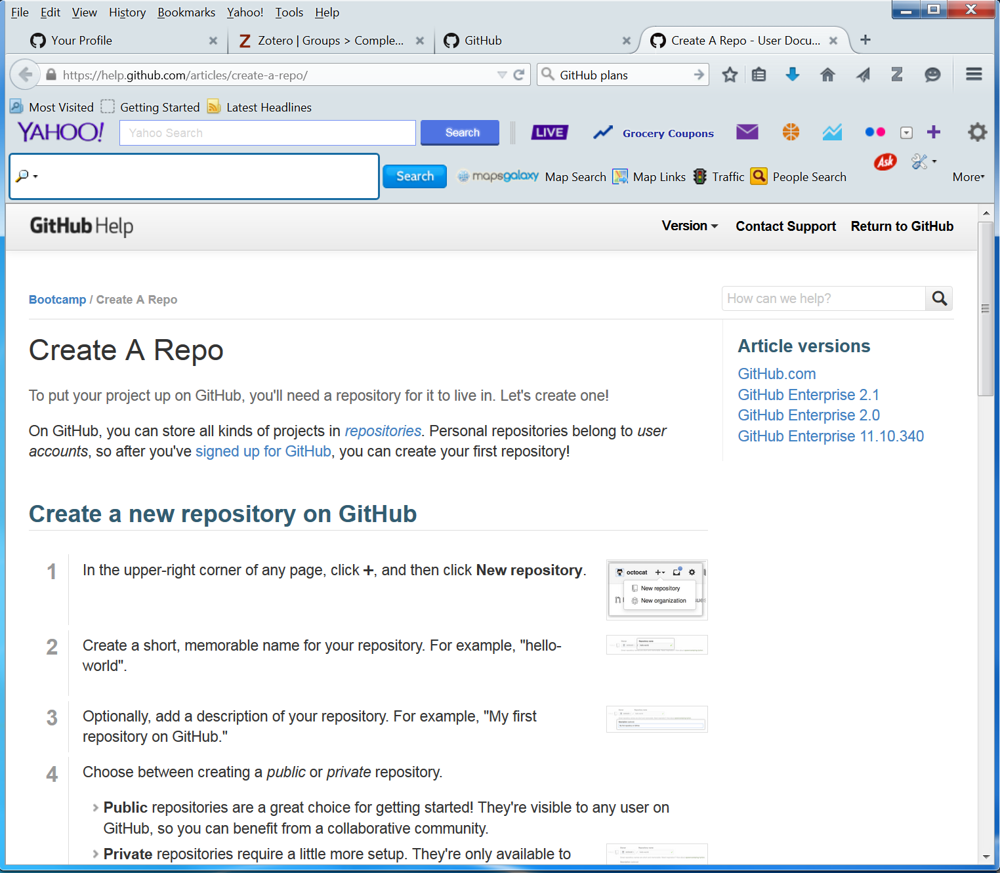 File Edit View History Bookmarks Yahoo! Tools Help
Your Profile Zotero | Groups > Comple... GitHub Create A Repo - User Docu...
https://help.github.com/articles/create-a-repo/ GitHub plans
Most Visited Getting Started Latest Headlines
YAHOO! Yahoo Search Search LIVE Grocery Coupons
Search mapsgalaxy Map Search Map Links Traffic People Search Ask More
GitHub Help Version Contact Support Return to GitHub
Bootcamp / Create A Repo How can we help?
Create A Repo
To put your project up on GitHub, you'll need a repository for it to live in. Let's create one!
On GitHub, you can store all kinds of projects in repositories. Personal repositories belong to user
accounts, so after you've signed up for GitHub, you can create your first repository!
Article versions
GitHub.com
GitHub Enterprise 2.1
GitHub Enterprise 2.0
GitHub Enterprise 11.10.340
Create a new repository on GitHub
1 In the upper-right corner of any page, click +, and then click New repository.
octocat
New repository
New organization
2 Create a short, memorable name for your repository. For example, "hello-
world".
3 Optionally, add a description of your repository. For example, "My first
repository on GitHub."
4 Choose between creating a public or private repository.
Public repositories are a great choice for getting started! They're visible to any user on
GitHub, so you can benefit from a collaborative community.
Private repositories require a little more setup. They're only available to